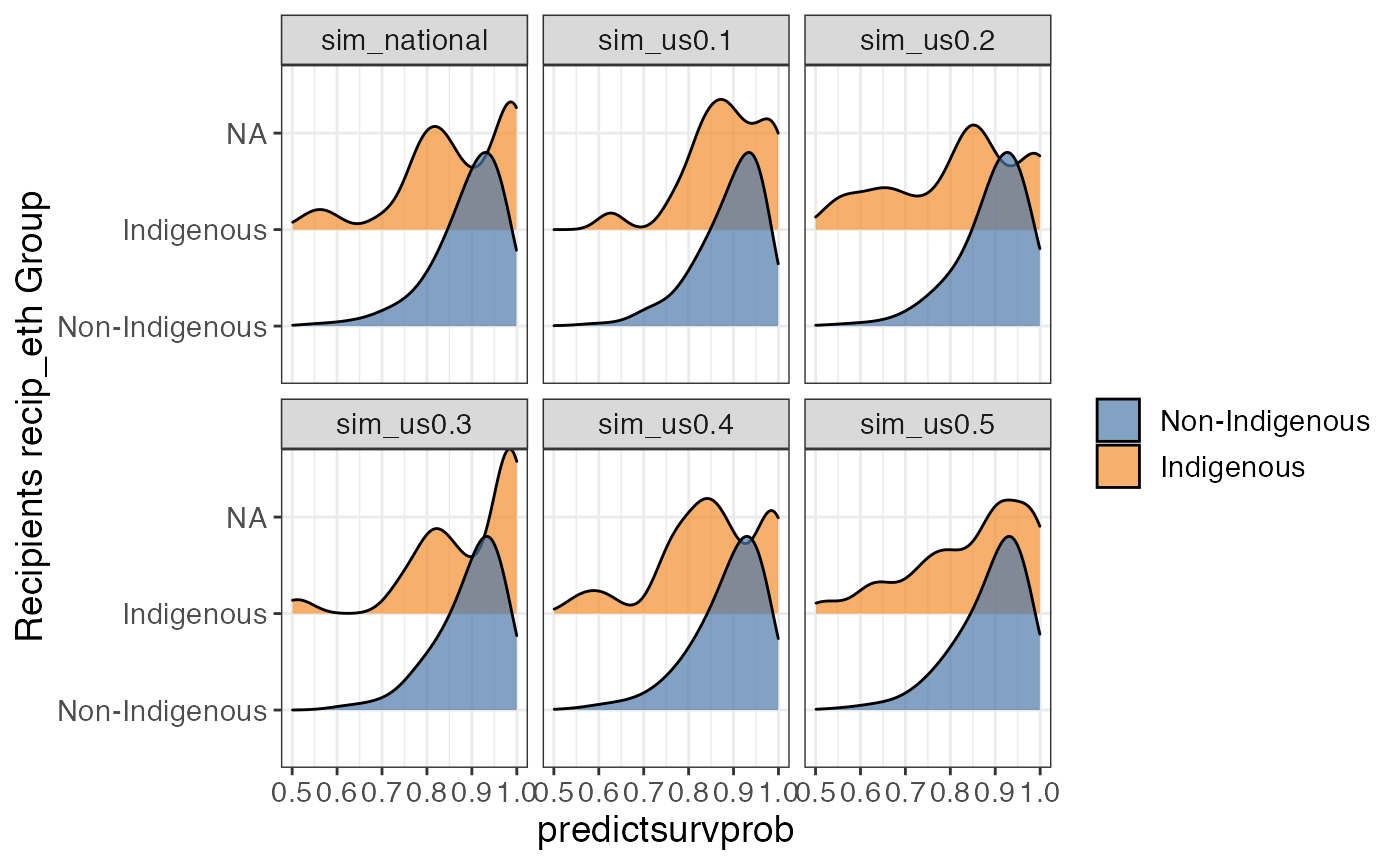 sim_national sim_us0.1 sim_us0.2
NA
Indigenous
Non-Indigenous
Recipients recip_eth Group
sim_us0.3 sim_us0.4 sim_us0.5
NA
Indigenous
Non-Indigenous
0.5 0.6 0.7 0.8 0.9 1.0 0.5 0.6 0.7 0.8 0.9 1.0 0.5 0.6 0.7 0.8 0.9 1.0
predictsurvprob
Non-Indigenous
Indigenous